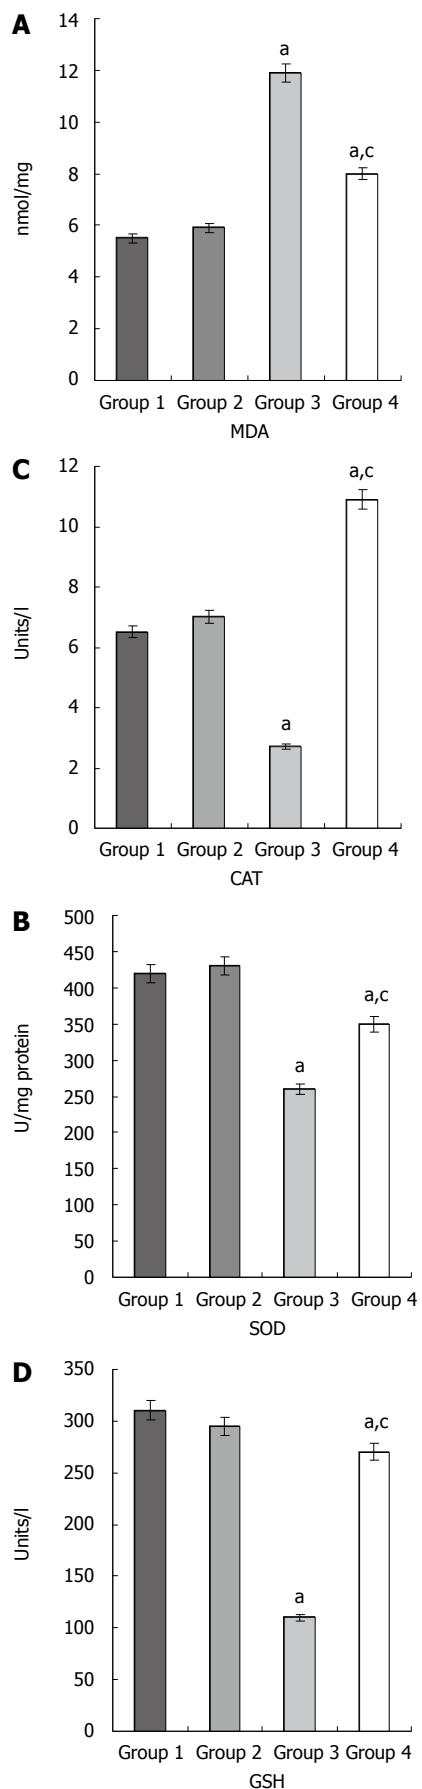 A
14
12
10
8
6
4
2
0
nmol/mg
a
a,c
Group 1 Group 2 Group 3 Group 4
MDA
C
12
10
8
6
4
2
0
Units/l
a
a,c
Group 1 Group 2 Group 3 Group 4
CAT
B
500
450
400
350
300
250
200
150
100
50
0
U/mg protein
a
a,c
Group 1 Group 2 Group 3 Group 4
SOD
D
350
300
250
200
150
100
50
0
Units/l
a
a,c
Group 1 Group 2 Group 3 Group 4
GSH